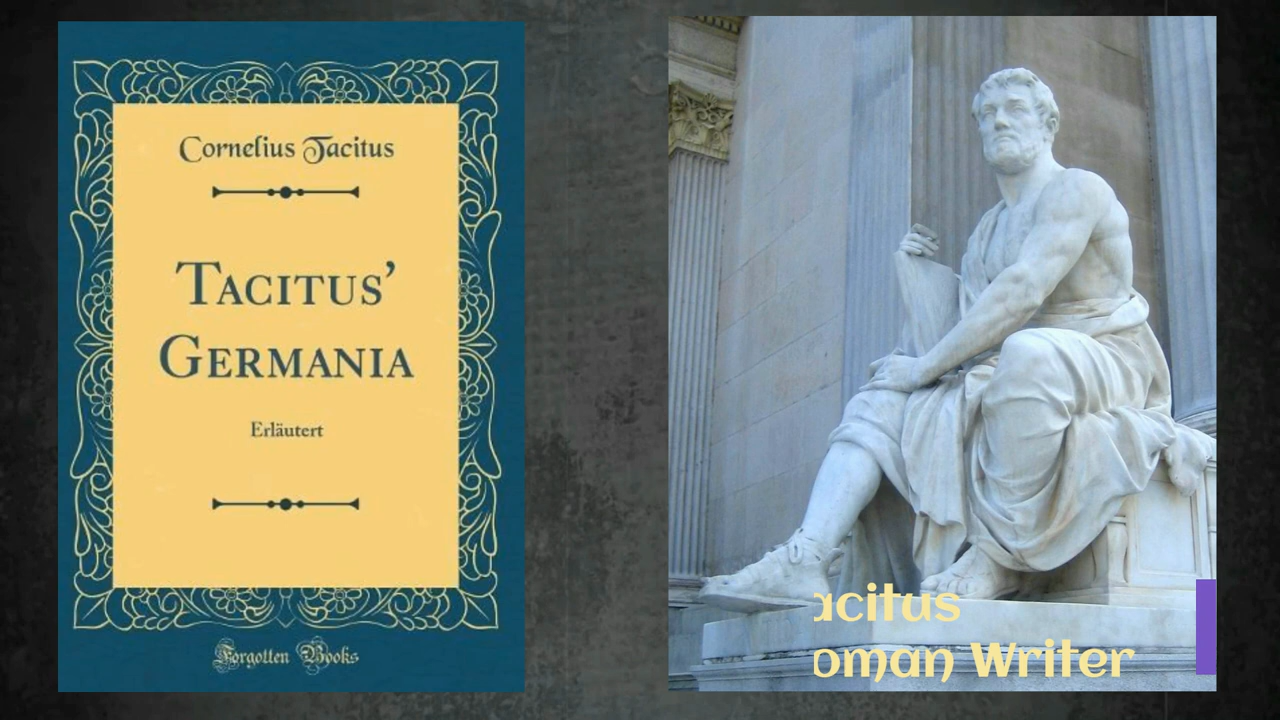 Cornelius Tacitus
TACITUS’
GERMANIA
Erläutert
Forgotten Books
acitus
oman Writer